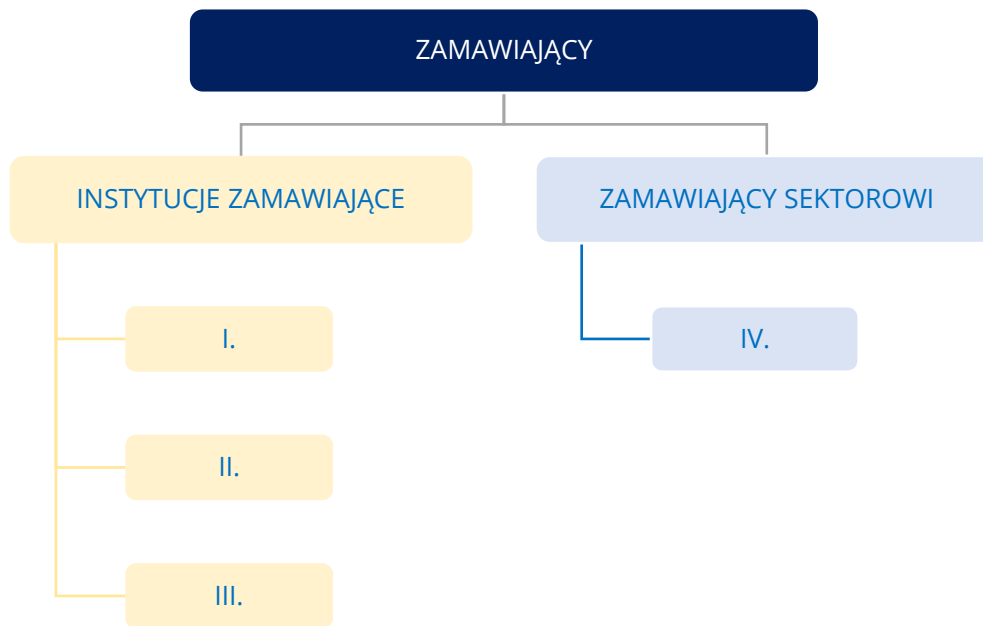 ZAMAWIAJĄCY
INSTYTUCJE ZAMAWIAJĄCE
ZAMAWIAJĄCY SEKTOROWI
I.
IV.
II.
III.